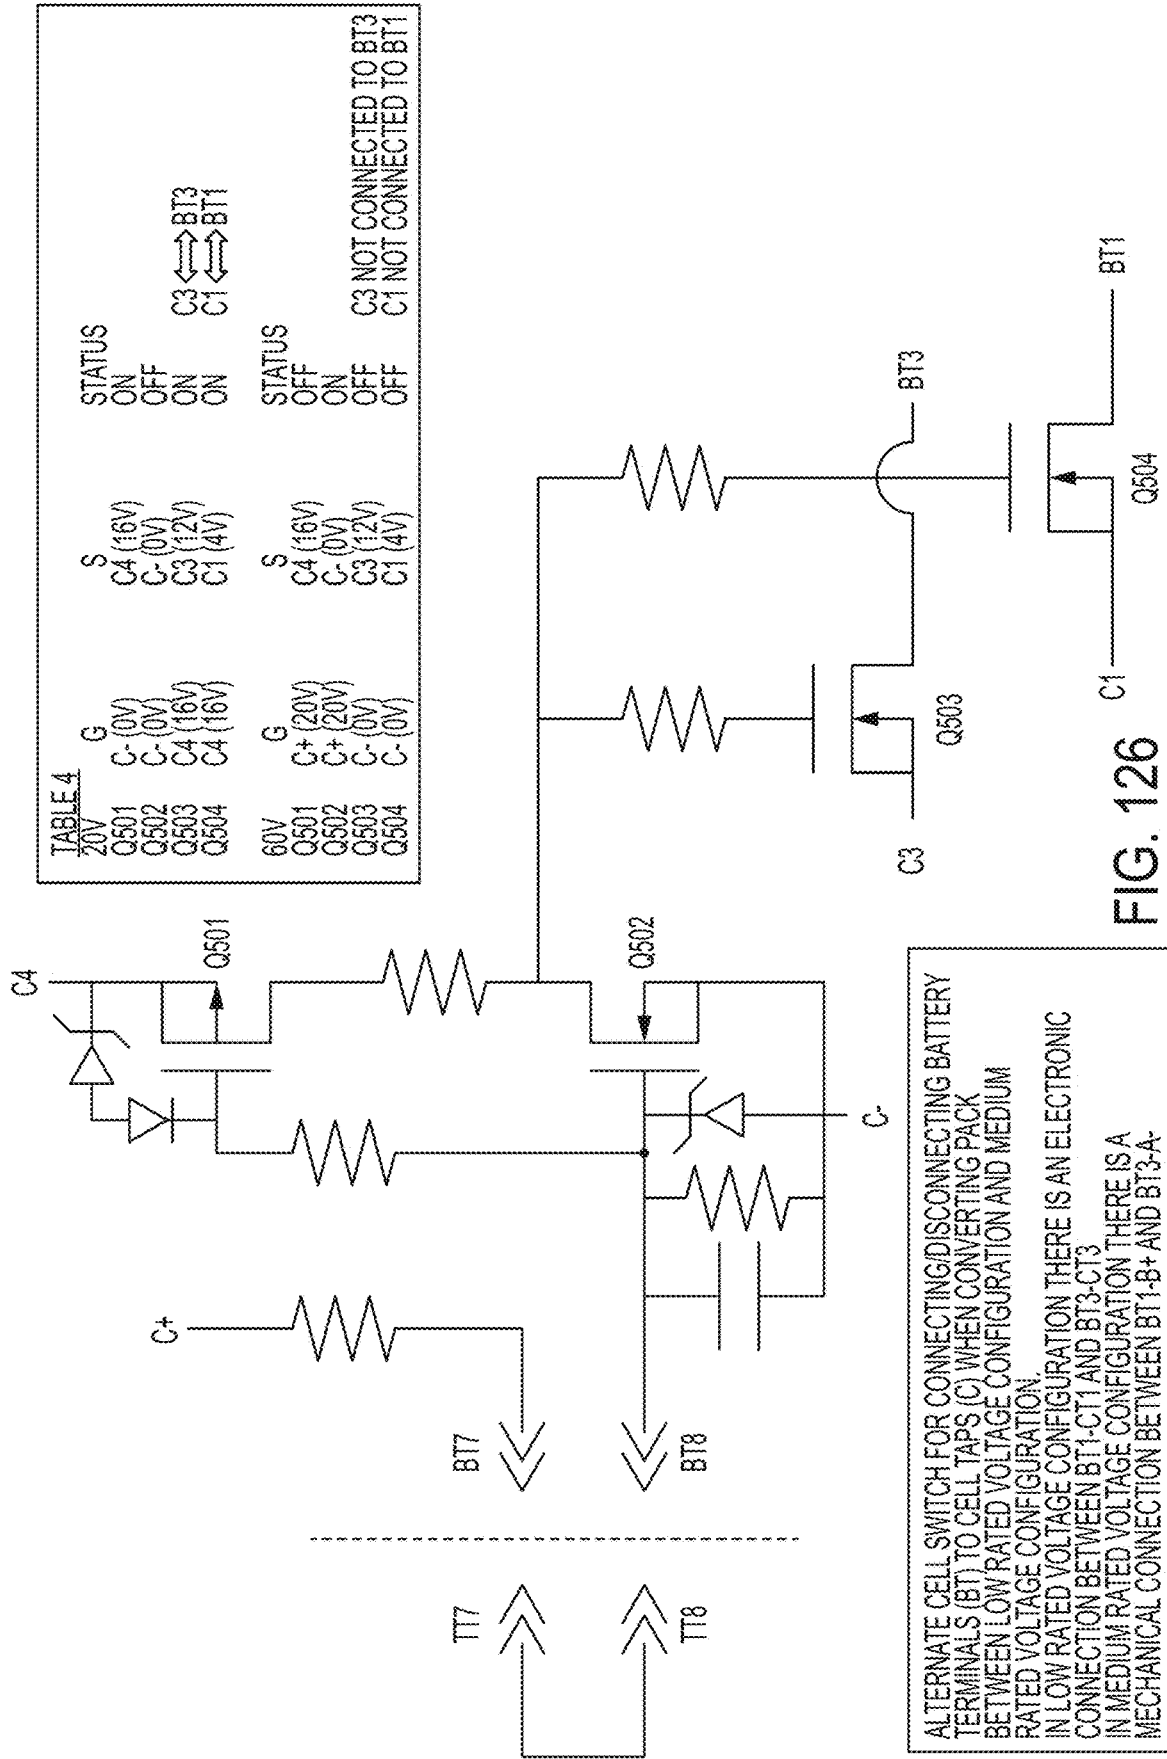 TABLE 4
20V G S STATUS
Q501 C- (0V) C4 (16V) ON
Q502 C- (0V) C- (0V) OFF
Q503 C4 (16V) C3 (12V) ON C3 ⇔ BT3
Q504 C4 (16V) C1 (4V) ON C1 ⇔ BT1
60V G S STATUS
Q501 C+ (20V) C4 (16V) OFF
Q502 C+ (20V) C- (0V) ON
Q503 C- (0V) C3 (12V) OFF C3 NOT CONNECTED TO BT3
Q504 C- (0V) C1 (4V) OFF C1 NOT CONNECTED TO BT1
C4
Q501
C+
TT7
BT7
TT8
BT8
Q502
C-
BT3
C3
Q503
BT1
C1
Q504
ALTERNATE CELL SWITCH FOR CONNECTING/DISCONNECTING BATTERY
TERMINALS (BT) TO CELL TAPS (C) WHEN CONVERTING PACK
BETWEEN LOW RATED VOLTAGE CONFIGURATION AND MEDIUM
RATED VOLTAGE CONFIGURATION.
IN LOW RATED VOLTAGE CONFIGURATION THERE IS AN ELECTRONIC
CONNECTION BETWEEN BT1-CT1 AND BT3-CT3
IN MEDIUM RATED VOLTAGE CONFIGURATION THERE IS A
MECHANICAL CONNECTION BETWEEN BT1-B+ AND BT3-A-
FIG. 126